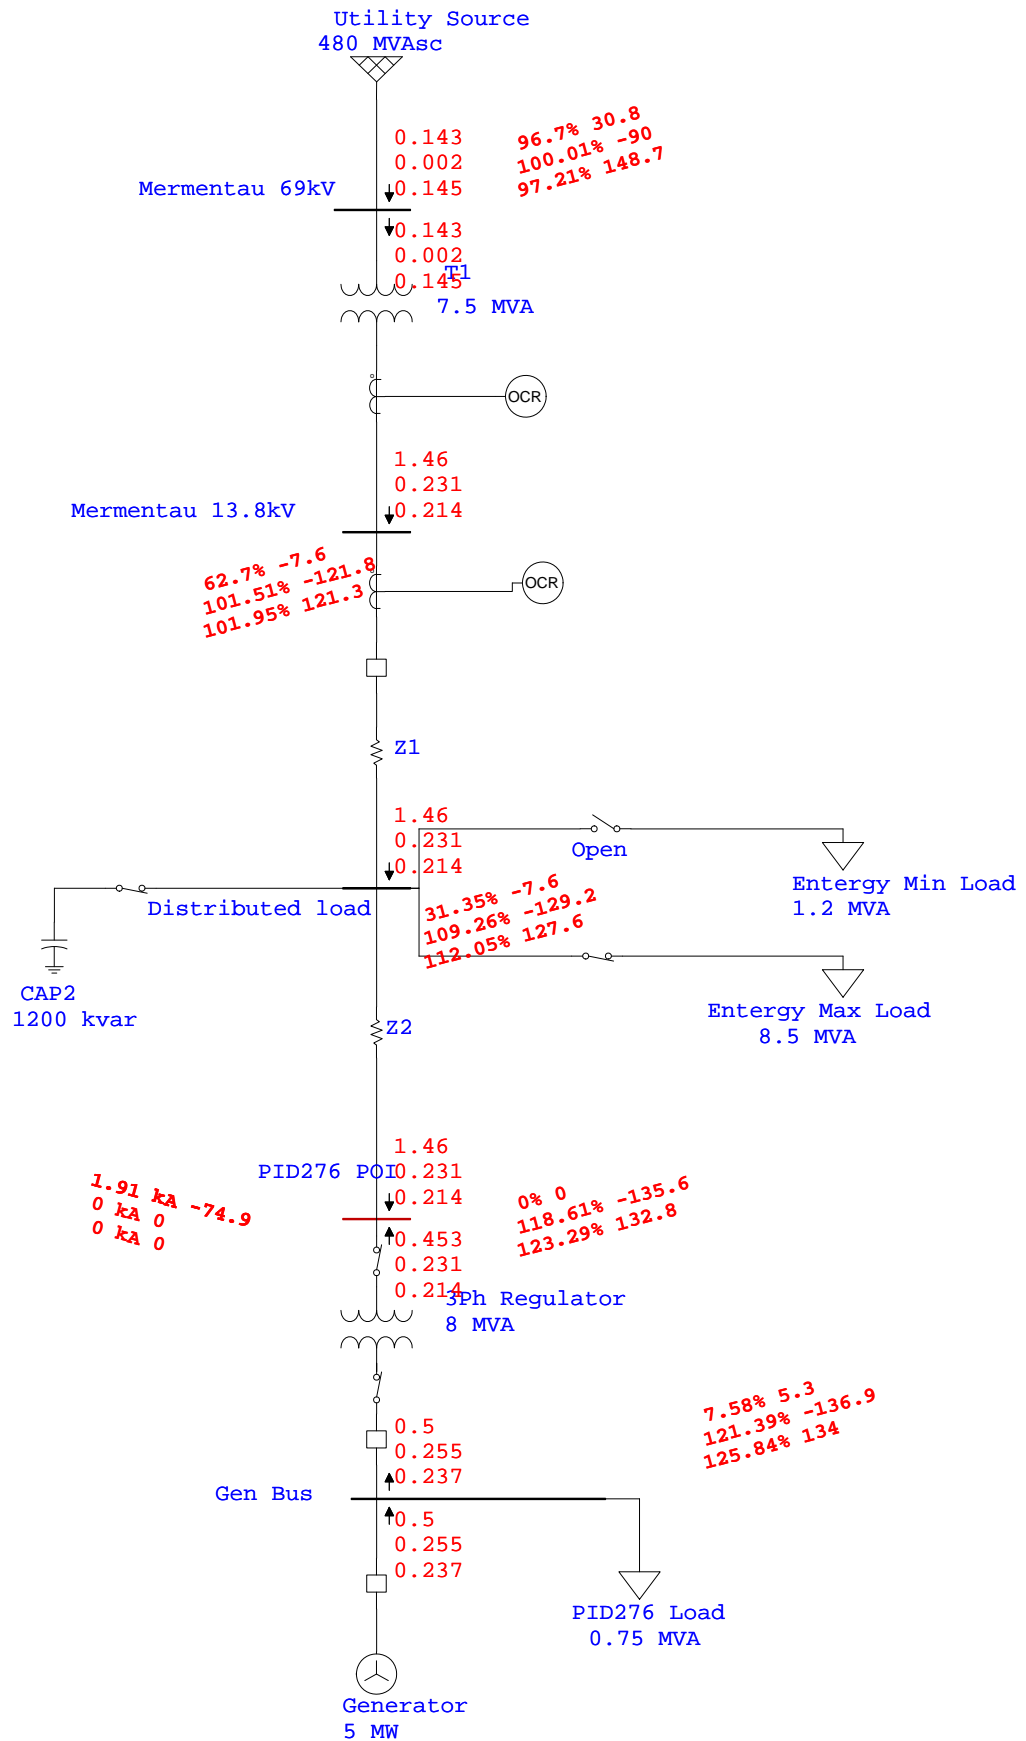 Utility Source
480 MVAsc
0.143
0.002
0.145
96.7% 30.8
100.01% -90
97.21% 148.7
Mermentau 69kV
0.143
0.002
0.145
T1
7.5 MVA
OCR
1.46
0.231
0.214
Mermentau 13.8kV
62.7% -7.6
101.51% -121.8
101.95% 121.3
OCR
Z1
1.46
0.231
0.214
Open
Entergy Min Load
1.2 MVA
Distributed load
31.35% -7.6
109.26% -129.2
112.05% 127.6
CAP2
1200 kvar
Entergy Max Load
8.5 MVA
Z2
1.46
0.231
0.214
PID276 POI
1.91 kA -74.9
0 kA 0
0 kA 0
0% 0
118.61% -135.6
123.29% 132.8
0.453
0.231
0.214
3Ph Regulator
8 MVA
7.58% 5.3
121.39% -136.9
125.84% 134
0.5
0.255
0.237
Gen Bus
0.5
0.255
0.237
PID276 Load
0.75 MVA
Generator
5 MW